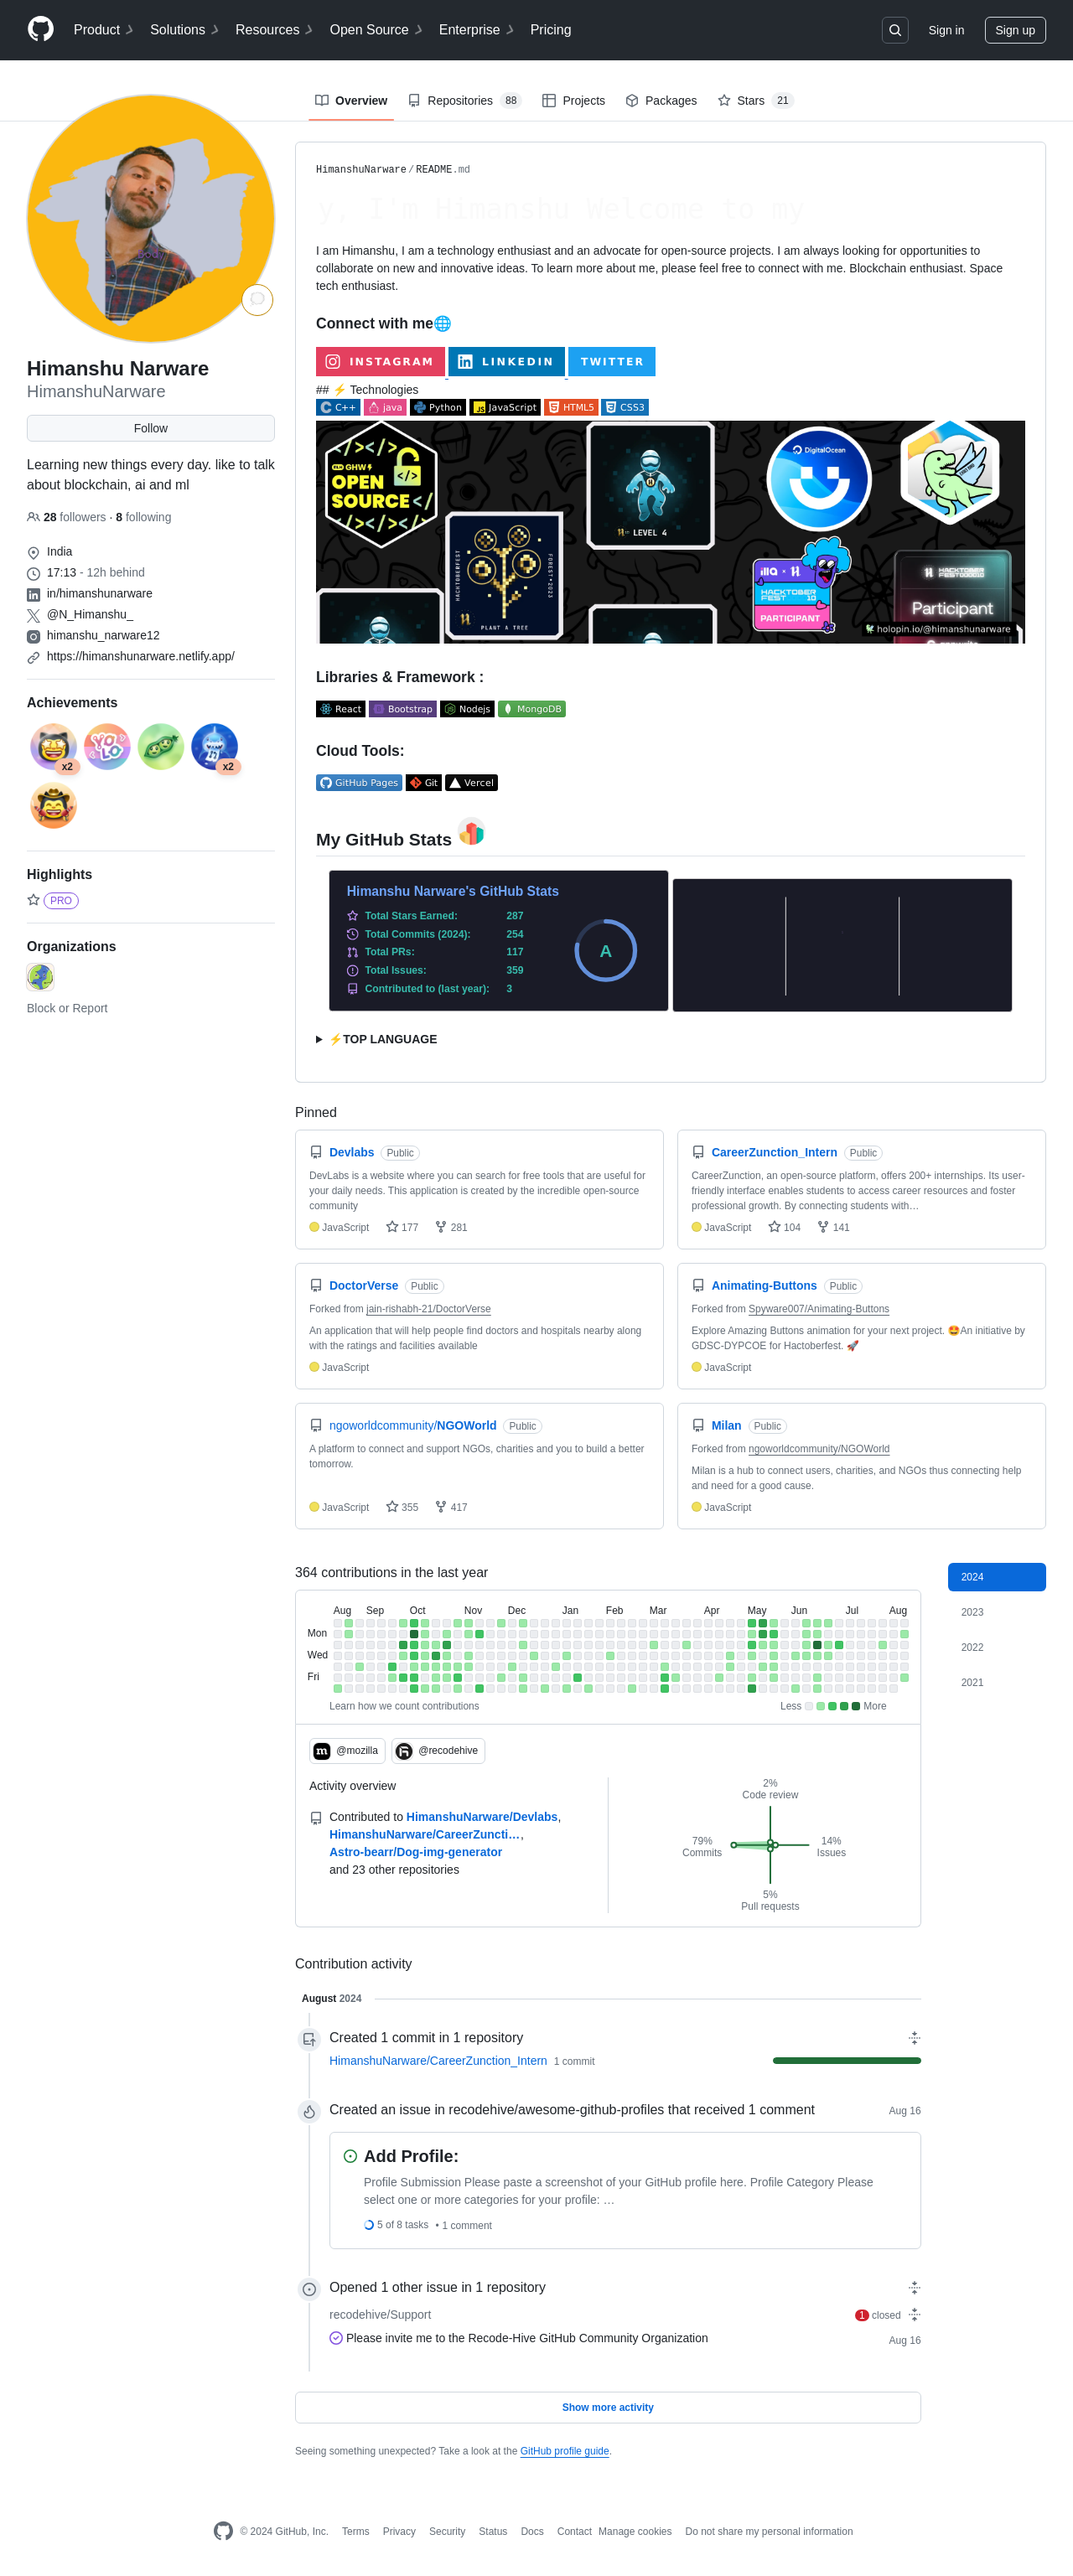 Product Solutions Resources Open Source Enterprise Pricing Sign in Sign up
Overview Repositories 88 Projects Packages Stars 21
Himanshu Narware
HimanshuNarware
Follow
Learning new things every day. like to talk
about blockchain, ai and ml
28 followers · 8 following
India
17:13 - 12h behind
in/himanshunarware
@N_Himanshu_
himanshu_narware12
https://himanshunarware.netlify.app/
Achievements
YOLO
x2
x2
Highlights
PRO
Organizations
Block or Report
HimanshuNarware/README.md
y, I'm Himanshu Welcome to my
I am Himanshu, I am a technology enthusiast and an advocate for open-source projects. I am always looking for opportunities to
collaborate on new and innovative ideas. To learn more about me, please feel free to connect with me. Blockchain enthusiast. Space
tech enthusiast.
Connect with me🌐
INSTAGRAM LINKEDIN TWITTER
## ⚡ Technologies
C++ java Python JavaScript HTML5 CSS3
GHW
OPEN
SOURCE
HACKTOBERFEST
FOREST•2023
PLANT A TREE
LEVEL 4
DigitalOcean
illa
HACKTOBER
FEST 10
PARTICIPANT
HACKTOBER
Participant
holopin.io/@himanshunarware
Libraries & Framework :
React Bootstrap Nodejs MongoDB
Cloud Tools:
GitHub Pages Git Vercel
My GitHub Stats
Himanshu Narware's GitHub Stats
Total Stars Earned: 287
Total Commits (2024): 254
Total PRs: 117
Total Issues: 359
Contributed to (last year): 3
A
⚡TOP LANGUAGE
Pinned
Devlabs Public
DevLabs is a website where you can search for free tools that are useful for
your daily needs. This application is created by the incredible open-source
community
JavaScript 177 281
CareerZunction_Intern Public
CareerZunction, an open-source platform, offers 200+ internships. Its user-
friendly interface enables students to access career resources and foster
professional growth. By connecting students with…
JavaScript 104 141
DoctorVerse Public
Forked from jain-rishabh-21/DoctorVerse
An application that will help people find doctors and hospitals nearby along
with the ratings and facilities available
JavaScript
Animating-Buttons Public
Forked from Spyware007/Animating-Buttons
Explore Amazing Buttons animation for your next project. 🤩An initiative by
GDSC-DYPCOE for Hactoberfest. 🚀
JavaScript
ngoworldcommunity/NGOWorld Public
A platform to connect and support NGOs, charities and you to build a better
tomorrow.
JavaScript 355 417
Milan Public
Forked from ngoworldcommunity/NGOWorld
Milan is a hub to connect users, charities, and NGOs thus connecting help
and need for a good cause.
JavaScript
364 contributions in the last year
2024
2023
2022
2021
Aug Sep Oct Nov Dec Jan Feb Mar Apr May Jun Jul Aug
Mon
Wed
Fri
Learn how we count contributions Less More
@mozilla @recodehive
Activity overview
Contributed to HimanshuNarware/Devlabs,
HimanshuNarware/CareerZuncti…,
Astro-bearr/Dog-img-generator
and 23 other repositories
2%
Code review
79%
Commits
14%
Issues
5%
Pull requests
Contribution activity
August 2024
Created 1 commit in 1 repository
HimanshuNarware/CareerZunction_Intern 1 commit
Created an issue in recodehive/awesome-github-profiles that received 1 comment Aug 16
Add Profile:
Profile Submission Please paste a screenshot of your GitHub profile here. Profile Category Please
select one or more categories for your profile: …
5 of 8 tasks • 1 comment
Opened 1 other issue in 1 repository
recodehive/Support 1 closed
Please invite me to the Recode-Hive GitHub Community Organization Aug 16
Show more activity
Seeing something unexpected? Take a look at the GitHub profile guide.
© 2024 GitHub, Inc. Terms Privacy Security Status Docs Contact Manage cookies Do not share my personal information